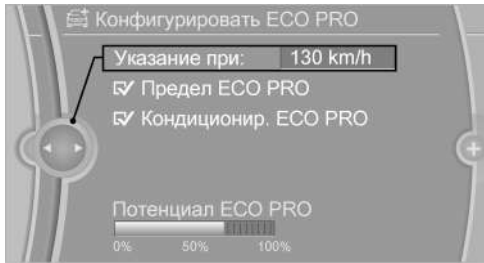 Конфигурировать ECO PRO
Указание при: 130 km/h
Предел ECO PRO
Кондиционир. ECO PRO
Потенциал ECO PRO
0% 50% 100%